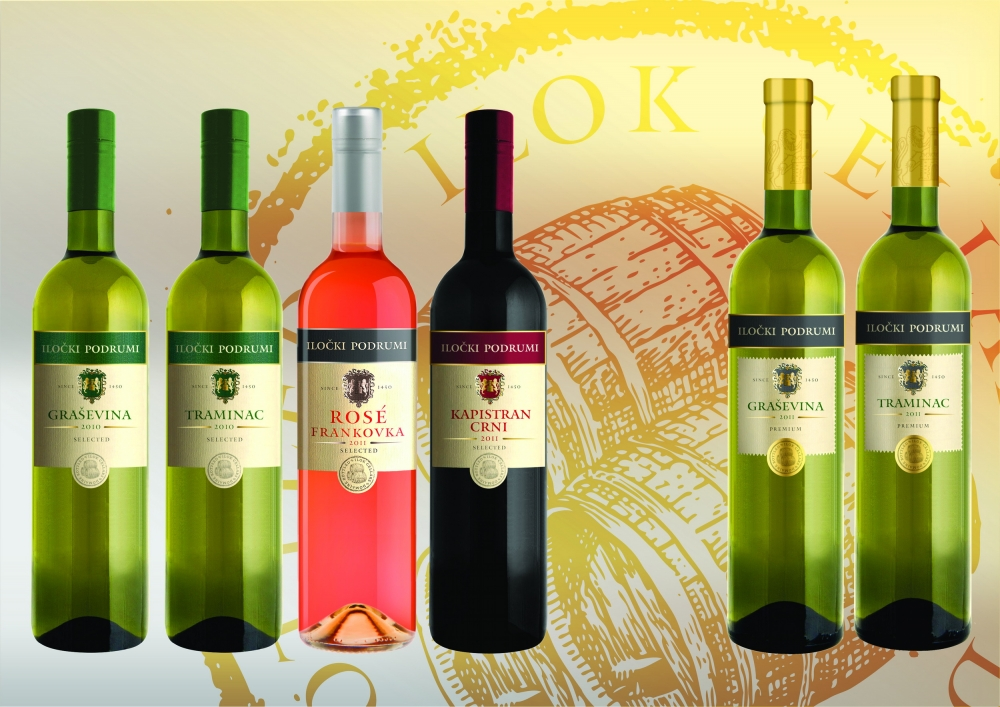 ILOK CE
ILOČKI PODRUMI
SINCE 1450
GRAŠEVINA
2010
SELECTED
ILOČKI PODRUMI
SINCE 1450
TRAMINAC
2010
SELECTED
ILOČKI PODRUMI
SINCE 1450
ROSÉ
FRANKOVKA
2011
SELECTED
ILOČKI PODRUMI
SINCE 1450
KAPISTRAN
CRNI
2011
SELECTED
ILOČKI PODRUMI
SINCE 1450
GRAŠEVINA
2011
PREMIUM
ILOČKI PODRUMI
SINCE 1450
TRAMINAC
2011
PREMIUM